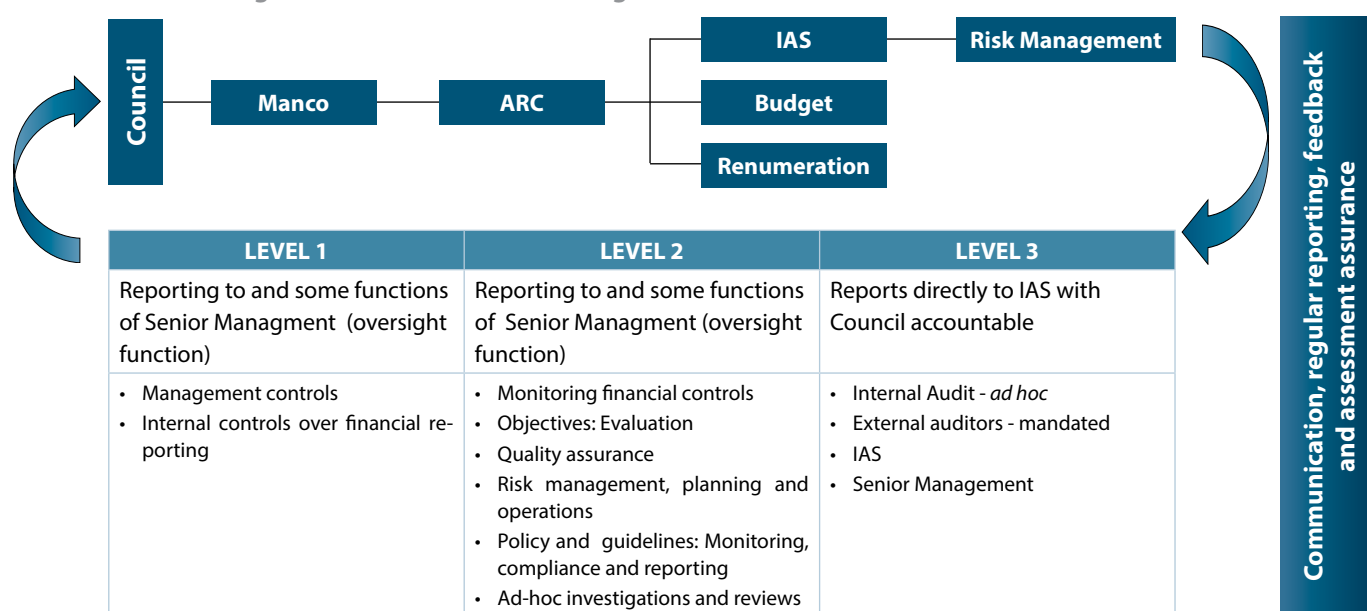 Council
Manco
ARC
IAS
Risk Management
Budget
Renumeration
LEVEL 1
LEVEL 2
LEVEL 3
Reporting to and some functions
of Senior Managment (oversight
function)
Reporting to and some functions
of Senior Managment (oversight
function)
Reports directly to IAS with
Council accountable
• Management controls
• Internal controls over financial re-
porting
• Monitoring financial controls
• Objectives: Evaluation
• Quality assurance
• Risk management, planning and
operations
• Policy and guidelines: Monitoring,
compliance and reporting
• Ad-hoc investigations and reviews
• Internal Audit - ad hoc
• External auditors - mandated
• IAS
• Senior Management
Communication, regular reporting, feedback
and assessment assurance